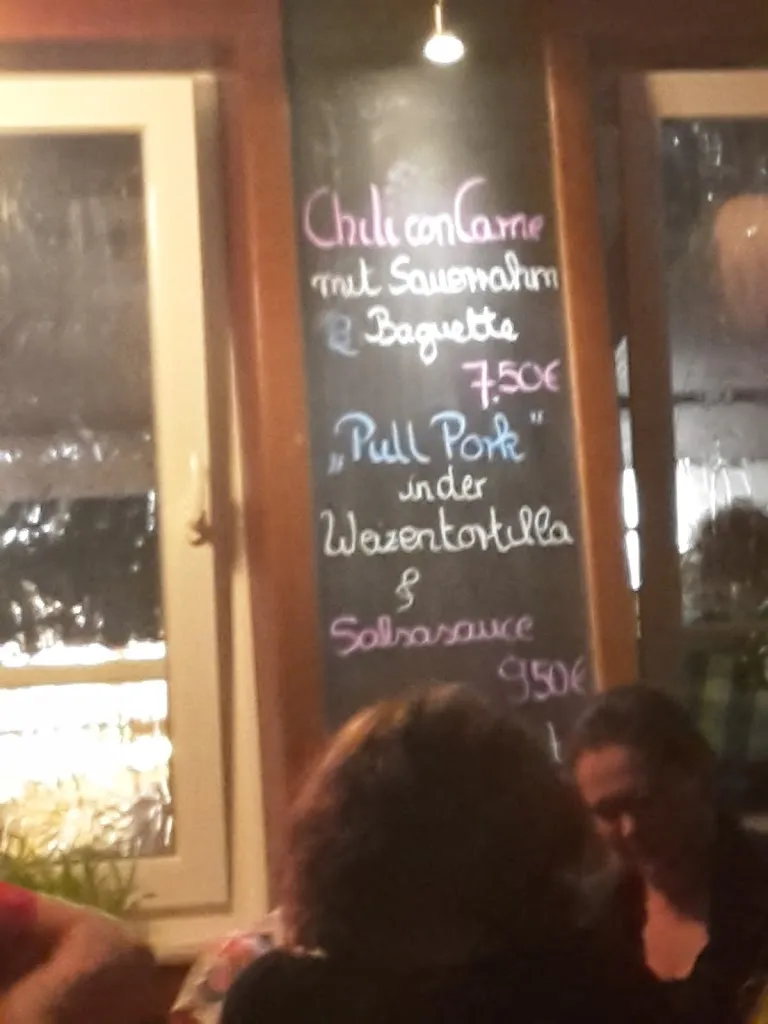 Chili con Carne
mit Sauerrahm
& Baguette
7.50€
„Pull Pork"
in der
Weizentortilla
&
Salsasauce
9.50€